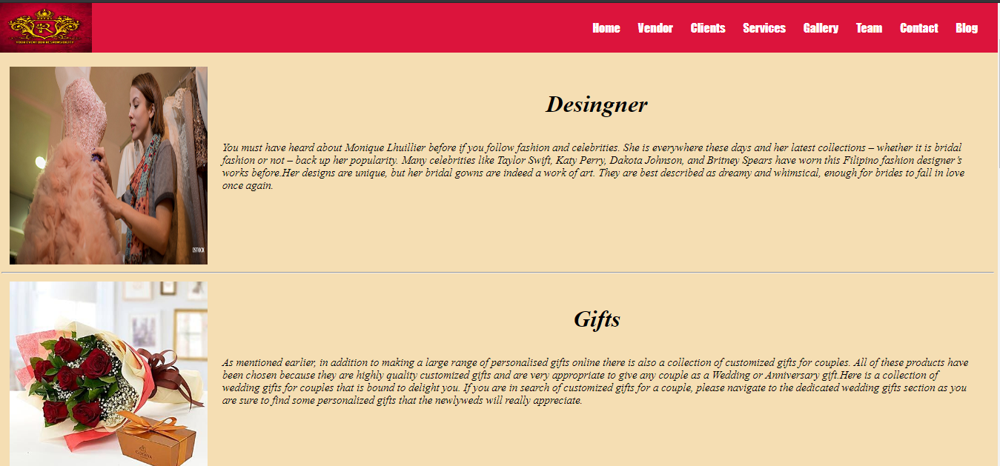 R
YOUR EVENT OUR RESPONSIBILITY
Home Vendor Clients Services Gallery Team Contact Blog
Desingner
You must have heard about Monique Lhuillier before if you follow fashion and celebrities. She is everywhere these days and her latest collections – whether it is bridal
fashion or not – back up her popularity. Many celebrities like Taylor Swift, Katy Perry, Dakota Johnson, and Britney Spears have worn this Filipino fashion designer's
works before.Her designs are unique, but her bridal gowns are indeed a work of art. They are best described as dreamy and whimsical, enough for brides to fall in love
once again.
ISTOCK
Gifts
As mentioned earlier, in addition to making a large range of personalised gifts online there is also a collection of customized gifts for couples. All of these products have
been chosen because they are highly quality customized gifts and are very appropriate to give any couple as a Wedding or Anniversary gift.Here is a collection of
wedding gifts for couples that is bound to delight you. If you are in search of customized gifts for a couple, please navigate to the dedicated wedding gifts section as you
are sure to find some personalized gifts that the newlyweds will really appreciate.